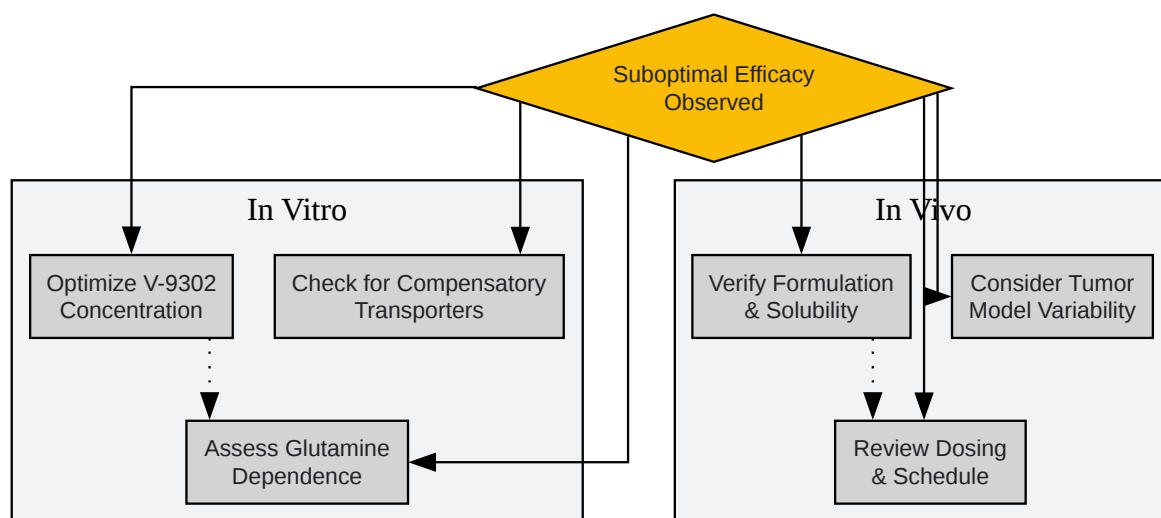 Suboptimal Efficacy
Observed
In Vitro
In Vivo
Optimize V-9302
Concentration
Check for Compensatory
Transporters
Verify Formulation
& Solubility
Consider Tumor
Model Variability
Assess Glutamine
Dependence
Review Dosing
& Schedule